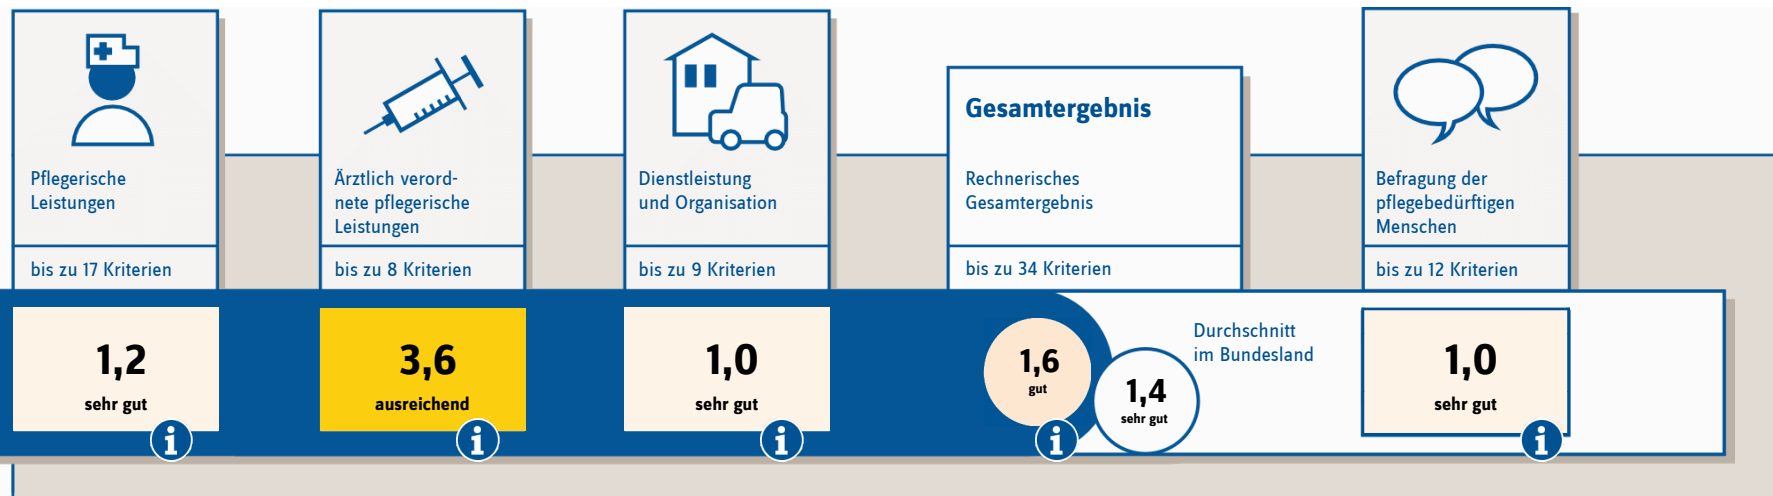 Pflegerische
Leistungen
bis zu 17 Kriterien
1,2
sehr gut
i
Ärztlich verord-
nete pflegerische
Leistungen
bis zu 8 Kriterien
3,6
ausreichend
i
Dienstleistung
und Organisation
bis zu 9 Kriterien
1,0
sehr gut
i
Gesamtergebnis
Rechnerisches
Gesamtergebnis
bis zu 34 Kriterien
1,6
gut
i
Durchschnitt
im Bundesland
1,4
sehr gut
Befragung der
pflegebedürftigen
Menschen
bis zu 12 Kriterien
1,0
sehr gut
i